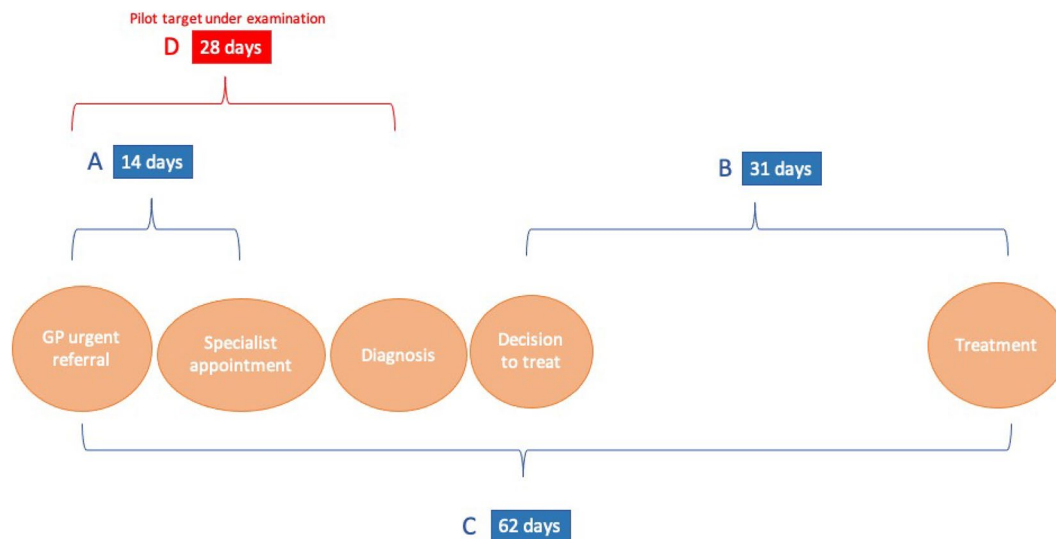 Pilot target under examination
D 28 days
A 14 days
B 31 days
GP urgent
referral
Specialist
appointment
Diagnosis
Decision
to treat
Treatment
C 62 days